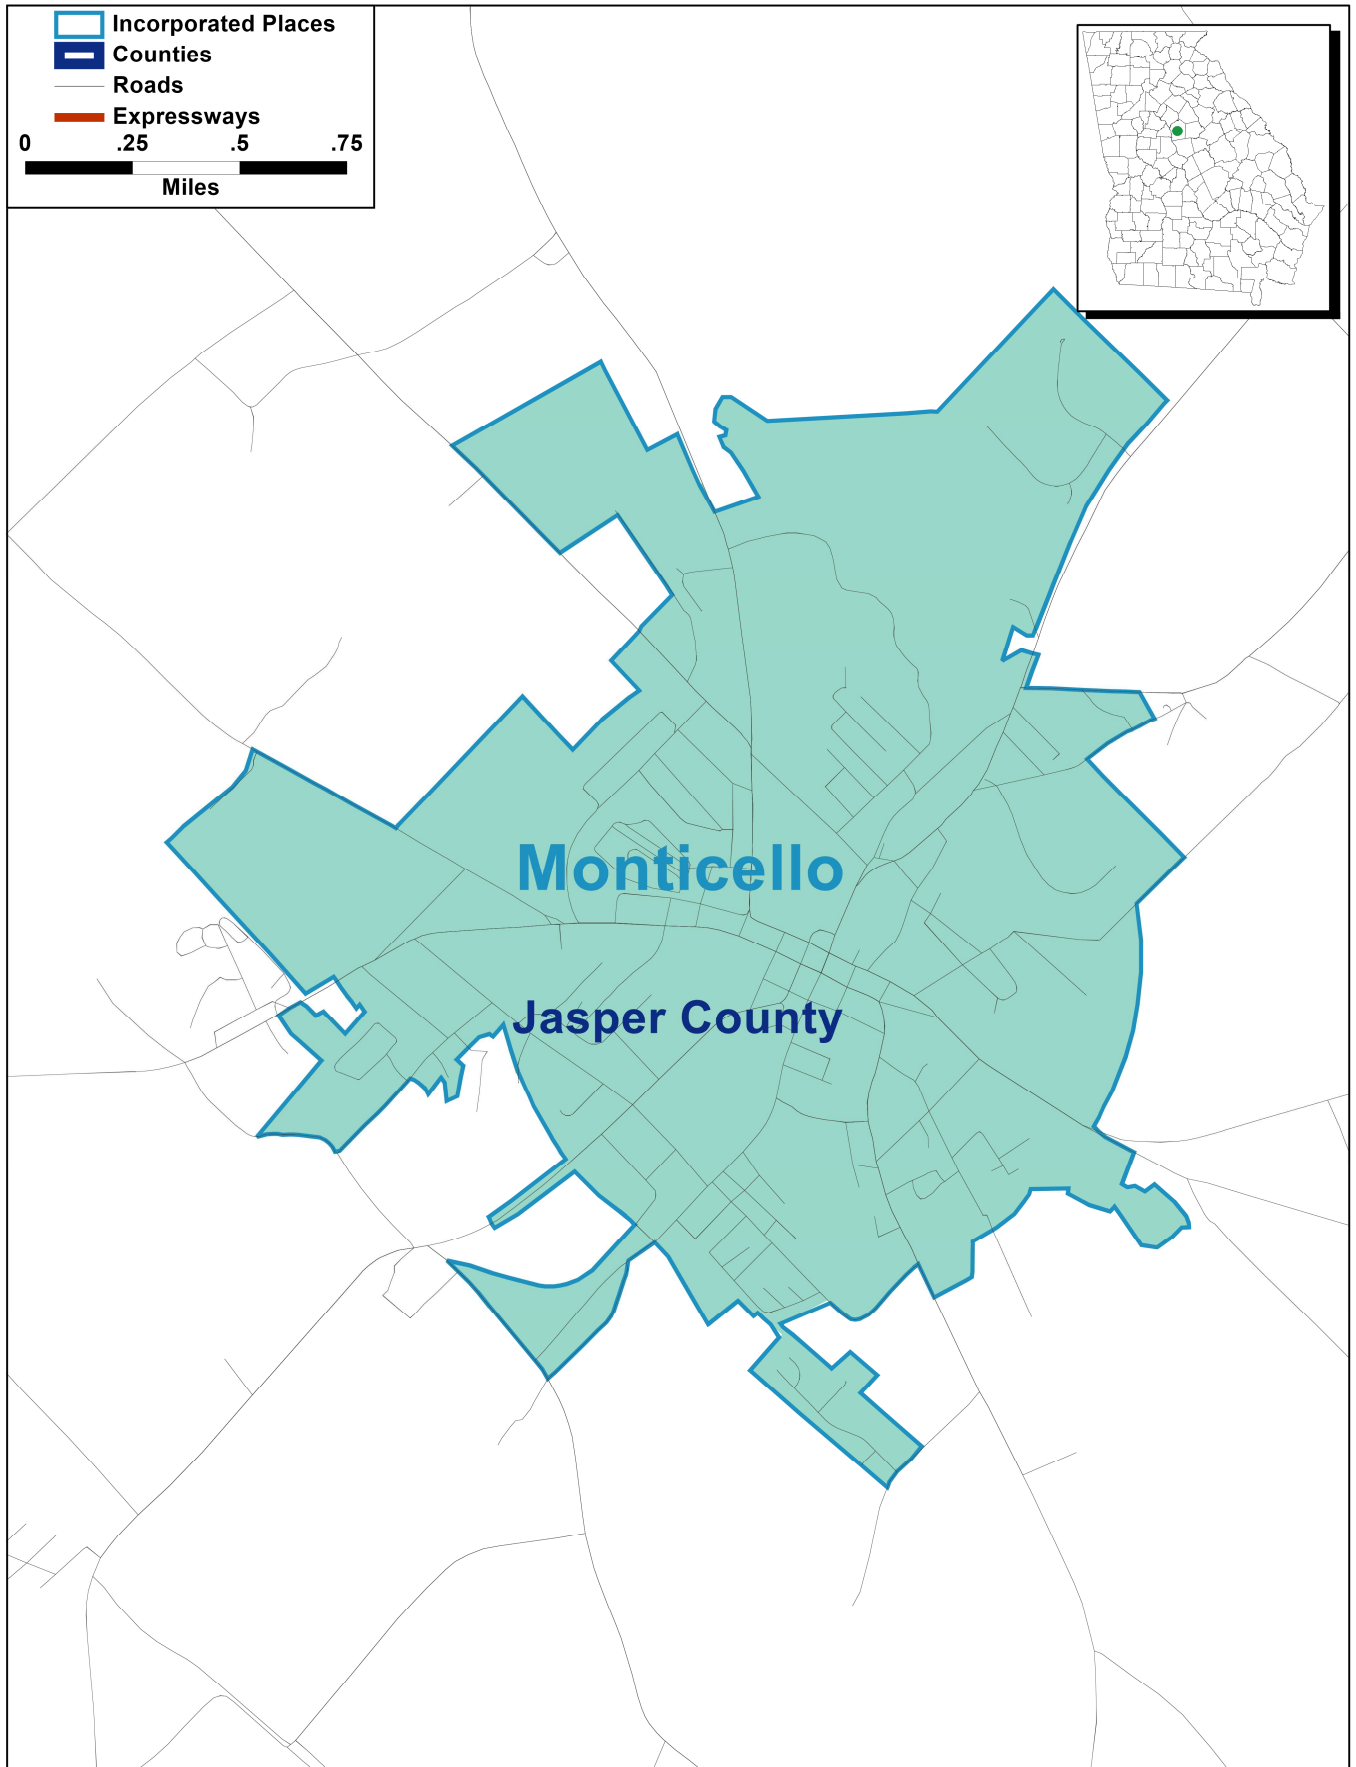 Incorporated Places
Counties
Roads
Expressways
0 .25 .5 .75
Miles
Monticello
Jasper County